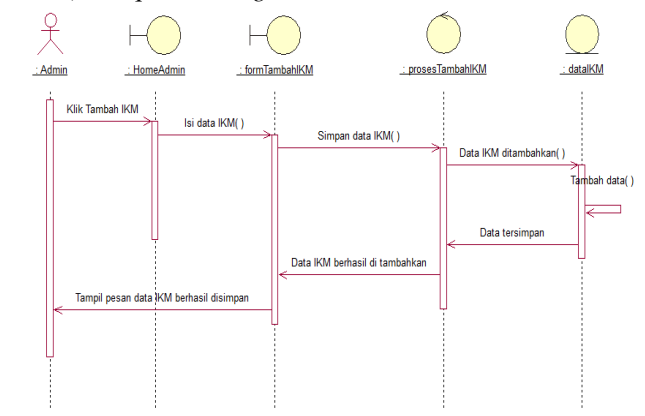 : Admin
: HomeAdmin
: formTambahIKM
: prosesTambahIKM
: dataIKM
Klik Tambah IKM
Isi data IKM( )
Simpan data IKM( )
Data IKM ditambahkan( )
Tambah data( )
Data tersimpan
Data IKM berhasil di tambahkan
Tampil pesan data IKM berhasil disimpan